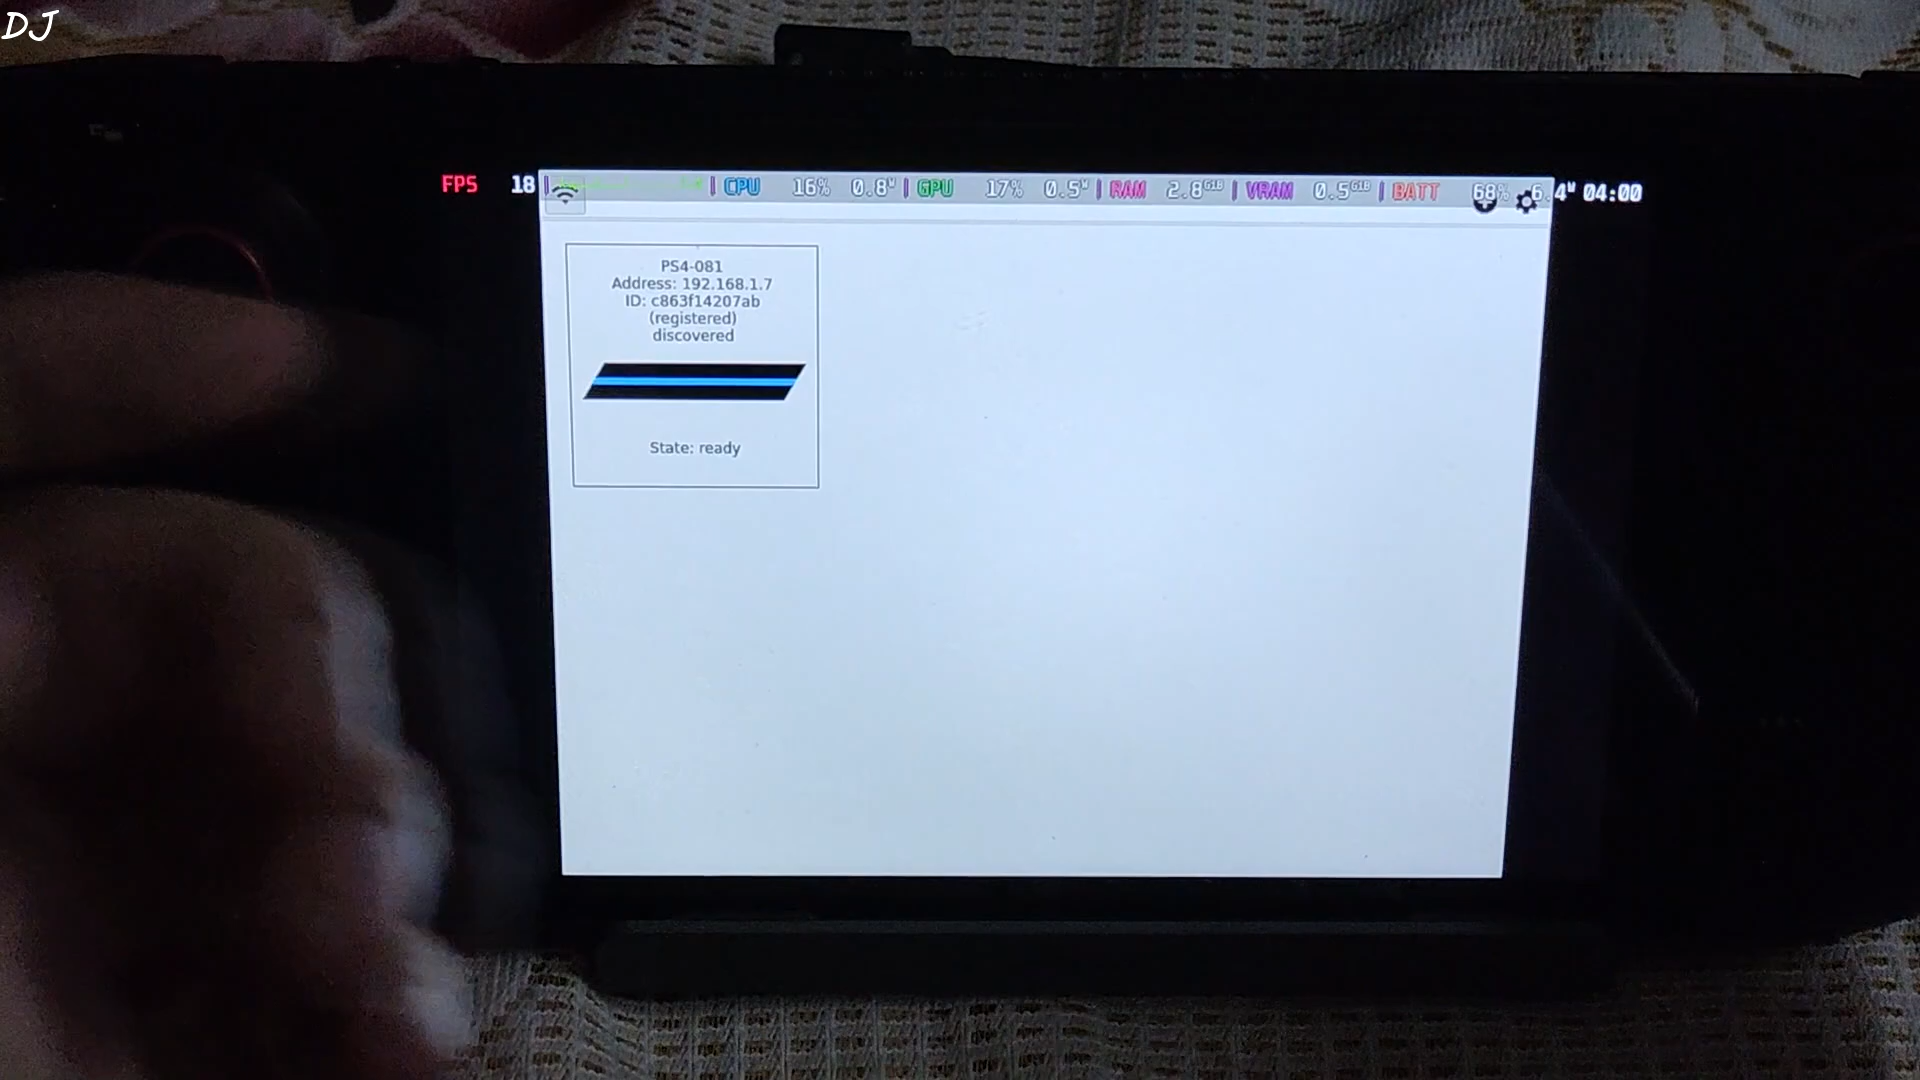 DJ
FPS 18 CPU 16% 0.8W GPU 17% 0.5W RAM 2.8GiB VRAM 0.5GiB BATT 68% 6.4W 04:00
PS4-081
Address: 192.168.1.7
ID: c863f14207ab
(registered)
discovered
State: ready